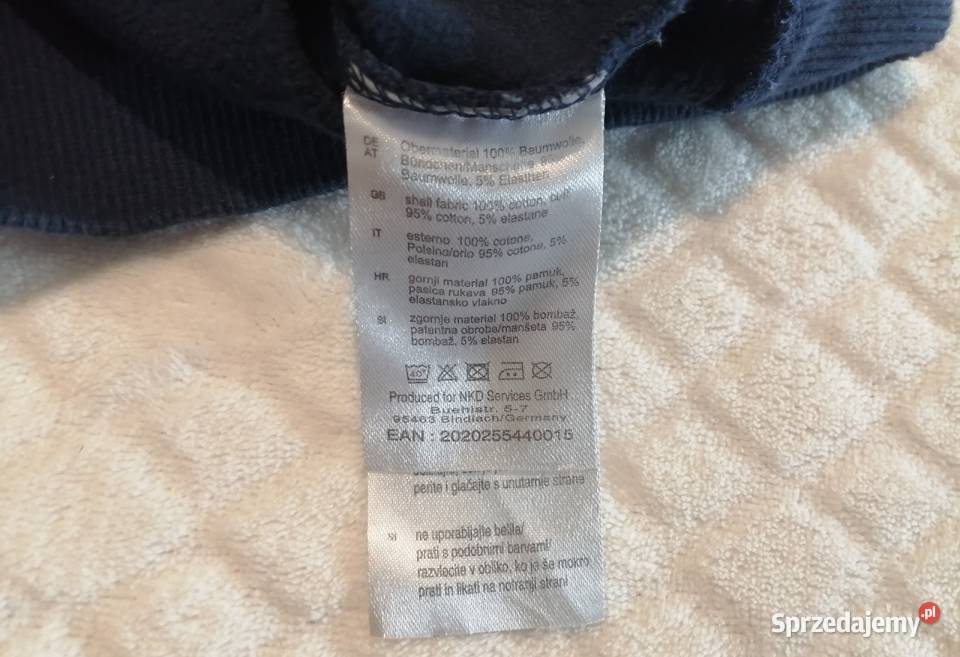 DE
AT
Obermaterial 100% Baumwolle,
Bündchen/Manschette
Baumwolle, 5% Elasthan
GB
shell fabric 100% cotton, cuff
95% cotton, 5% elastane
IT
esterno 100% cotone,
Polsino/orlo 95% cotone, 5%
elastan
HR
gornji material 100% pamuk,
pasica rukava 95% pamuk, 5%
elastansko vlakno
SI
zgornje material 100% bombaž,
patantna obroba/manšeta 95%
bombaž, 5% elastan
40°
Produced for NKD Services GmbH
Buehlstr. 5-7
95463 Bindlach/Germany
EAN : 2020255440015
perite i glačajte s unutarnje strane
SI
ne uporabljajte belila/
prati s podobnimi barvami/
razvlecite v obliko, ko je še mokro
prati in likati na notranji strani
Sprzedajemy.pl